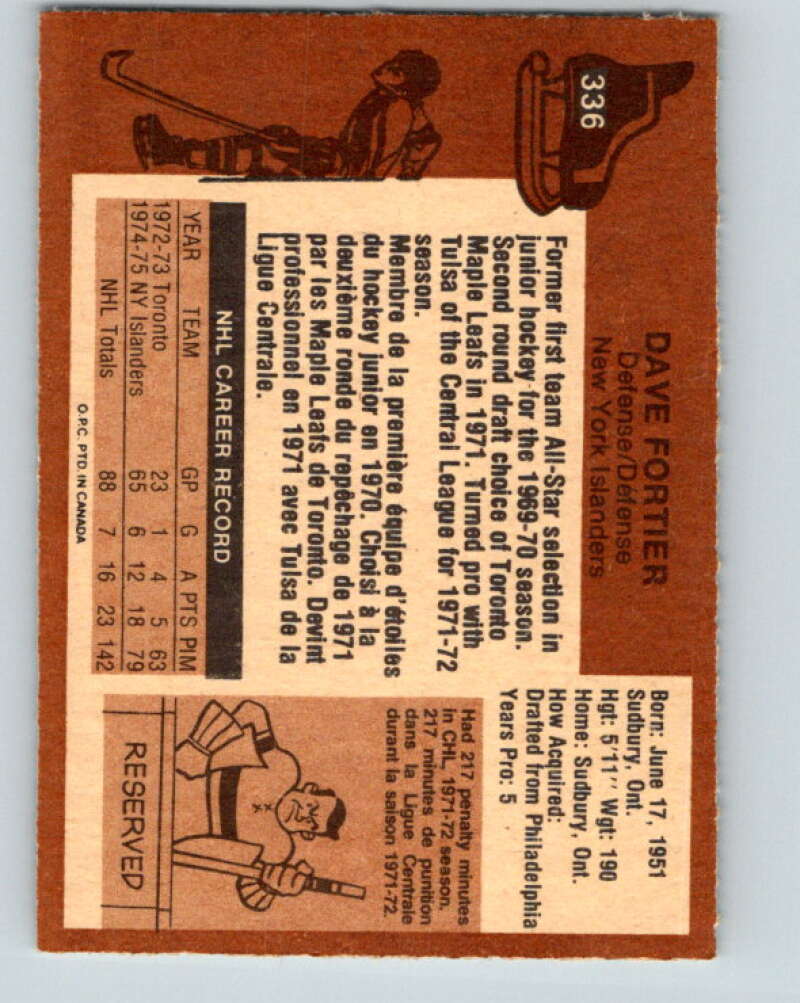 336
DAVE FORTIER
Defense/Défense
New York Islanders
Born: June 17, 1951
Sudbury, Ont.
Hgt: 5'11" Wgt: 190
Home: Sudbury, Ont.
How Acquired:
Drafted from Philadelphia
Years Pro: 5
Former first team All-Star selection in
junior hockey for the 1969-70 season.
Second round draft choice of Toronto
Maple Leafs in 1971. Turned pro with
Tulsa of the Central League for 1971-72
season.
Membre de la première équipe d'étoiles
du hockey junior en 1970. Choisi à la
deuxième ronde du repêchage de 1971
par les Maple Leafs de Toronto. Devint
professionnel en 1971 avec Tulsa de la
Ligue Centrale.
NHL CAREER RECORD
YEAR TEAM GP G A PTS PIM
1972-73 Toronto 23 1 4 5 63
1974-75 NY Islanders 65 6 12 18 79
NHL Totals 88 7 16 23 142
O.P.C. PTD. IN CANADA
Had 217 penalty minutes
in CHL, 1971-72 season.
217 minutes de punition
dans la Ligue Centrale
durant la saison 1971-72.
RESERVED